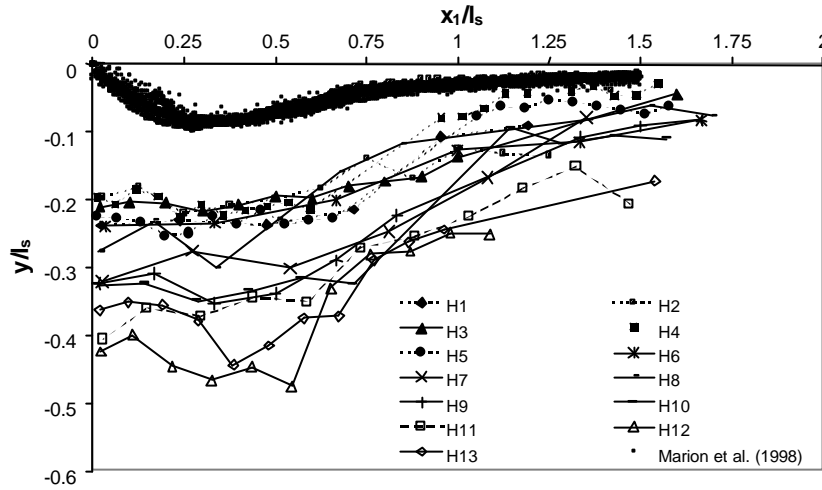 x1/ls
0 0.25 0.5 0.75 1 1.25 1.5 1.75 2
0
-0.1
-0.2
-0.3
-0.4
-0.5
-0.6
y/ls
H1 H2
H3 H4
H5 H6
H7 H8
H9 H10
H11 H12
H13 Marion et al. (1998)